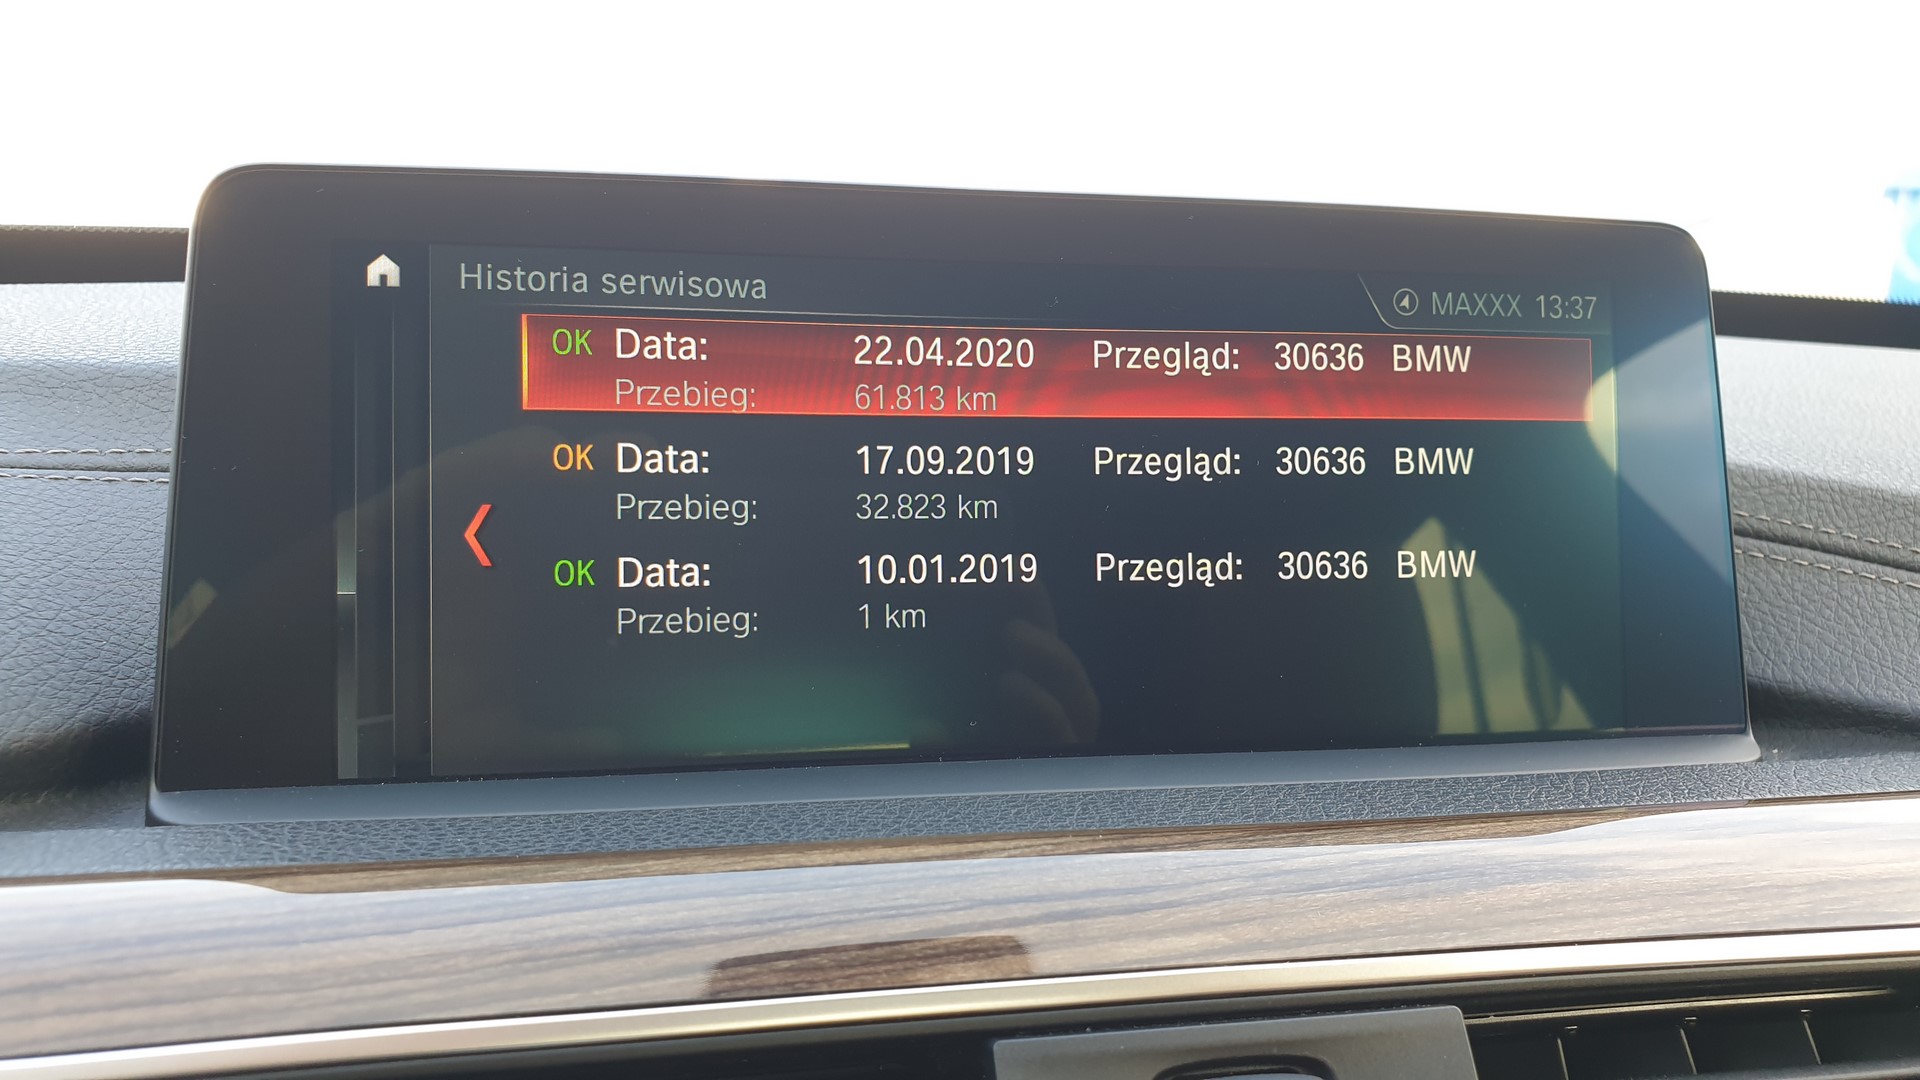 Historia serwisowa
MAXXX 13:37
OK Data: 22.04.2020 Przegląd: 30636 BMW
Przebieg: 61.813 km
OK Data: 17.09.2019 Przegląd: 30636 BMW
Przebieg: 32.823 km
OK Data: 10.01.2019 Przegląd: 30636 BMW
Przebieg: 1 km